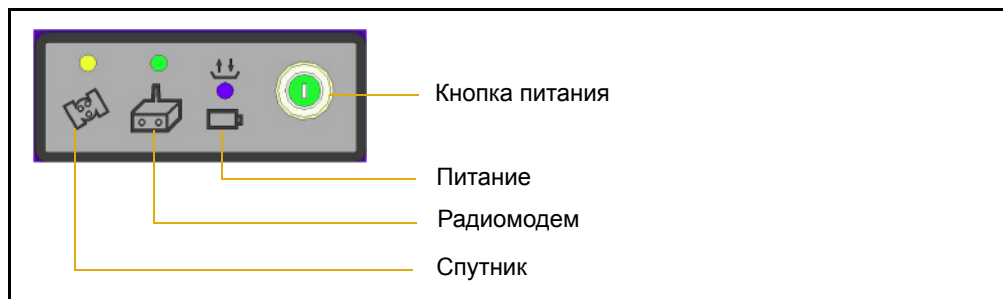 Кнопка питания
Питание
Радиомодем
Спутник